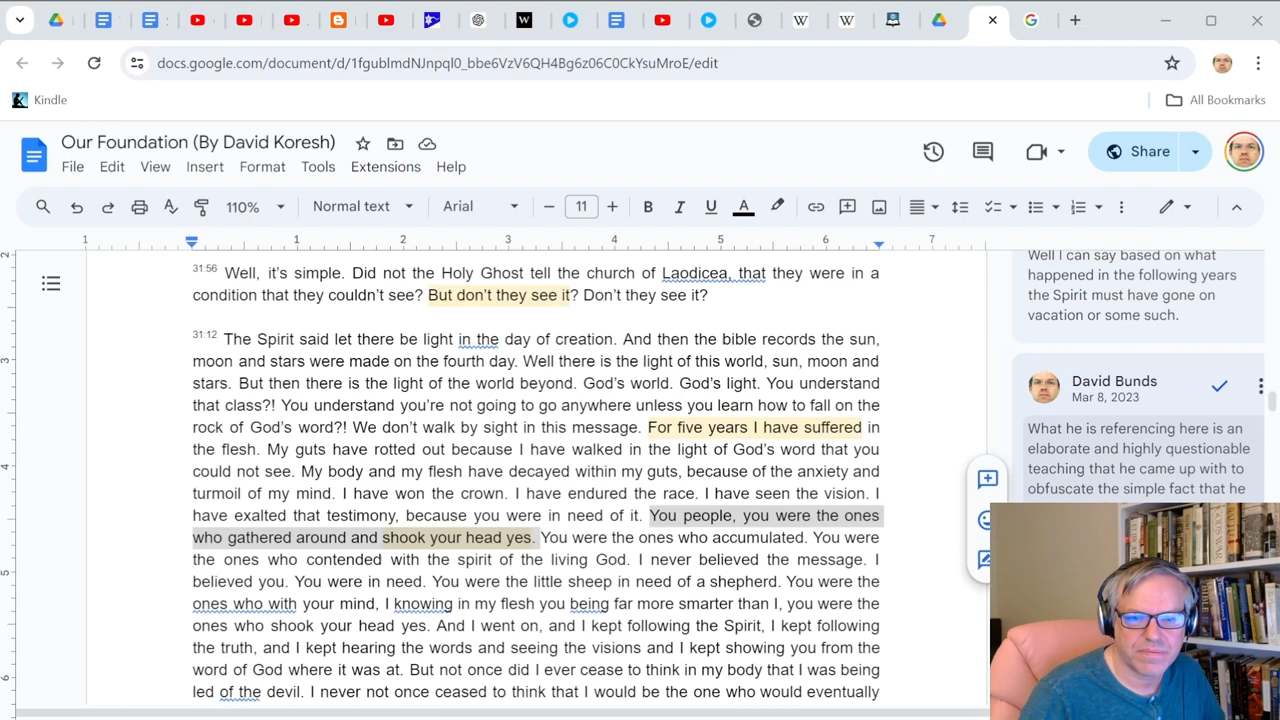 docs.google.com/document/d/1fgublmdNJnpql0_bbe6VzV6QH4Bg6z06C0CkYsuMroE/edit
Kindle
All Bookmarks
Our Foundation (By David Koresh)
File Edit View Insert Format Tools Extensions Help
Share
110% Normal text Arial 11
1 1 2 3 4 5 6 7
31:56 Well, it’s simple. Did not the Holy Ghost tell the church of Laodicea, that they were in a
condition that they couldn’t see? But don’t they see it? Don’t they see it?
31:12 The Spirit said let there be light in the day of creation. And then the bible records the sun,
moon and stars were made on the fourth day. Well there is the light of this world, sun, moon and
stars. But then there is the light of the world beyond. God’s world. God’s light. You understand
that class?! You understand you’re not going to go anywhere unless you learn how to fall on the
rock of God’s word?! We don’t walk by sight in this message. For five years I have suffered in
the flesh. My guts have rotted out because I have walked in the light of God’s word that you
could not see. My body and my flesh have decayed within my guts, because of the anxiety and
turmoil of my mind. I have won the crown. I have endured the race. I have seen the vision. I
have exalted that testimony, because you were in need of it. You people, you were the ones
who gathered around and shook your head yes. You were the ones who accumulated. You were
the ones who contended with the spirit of the living God. I never believed the message. I
believed you. You were in need. You were the little sheep in need of a shepherd. You were the
ones who with your mind, I knowing in my flesh you being far more smarter than I, you were the
ones who shook your head yes. And I went on, and I kept following the Spirit, I kept following
the truth, and I kept hearing the words and seeing the visions and I kept showing you from the
word of God where it was at. But not once did I ever cease to think in my body that I was being
led of the devil. I never not once ceased to think that I would be the one who would eventually
Well I can say based on what
happened in the following years
the Spirit must have gone on
vacation or some such.
David Bunds
Mar 8, 2023
What he is referencing here is an
elaborate and highly questionable
teaching that he came up with to
obfuscate the simple fact that he
2
3
4
5
6